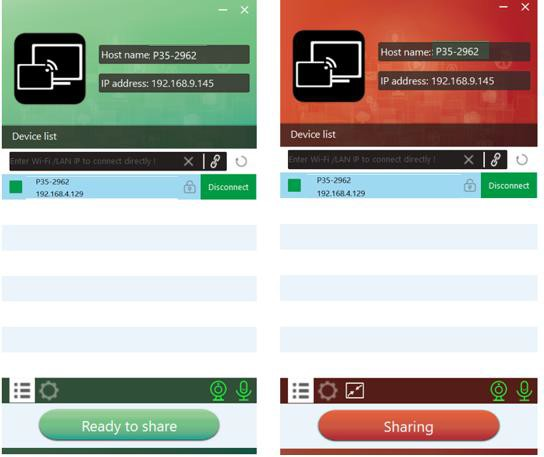 Host name: P35-2962
IP address: 192.168.9.145
Device list
Enter Wi-Fi /LAN IP to connect directly !
P35-2962
192.168.4.129
Disconnect
Ready to share
Host name: P35-2962
IP address: 192.168.9.145
Device list
Enter Wi-Fi /LAN IP to connect directly !
P35-2962
192.168.4.129
Disconnect
Sharing